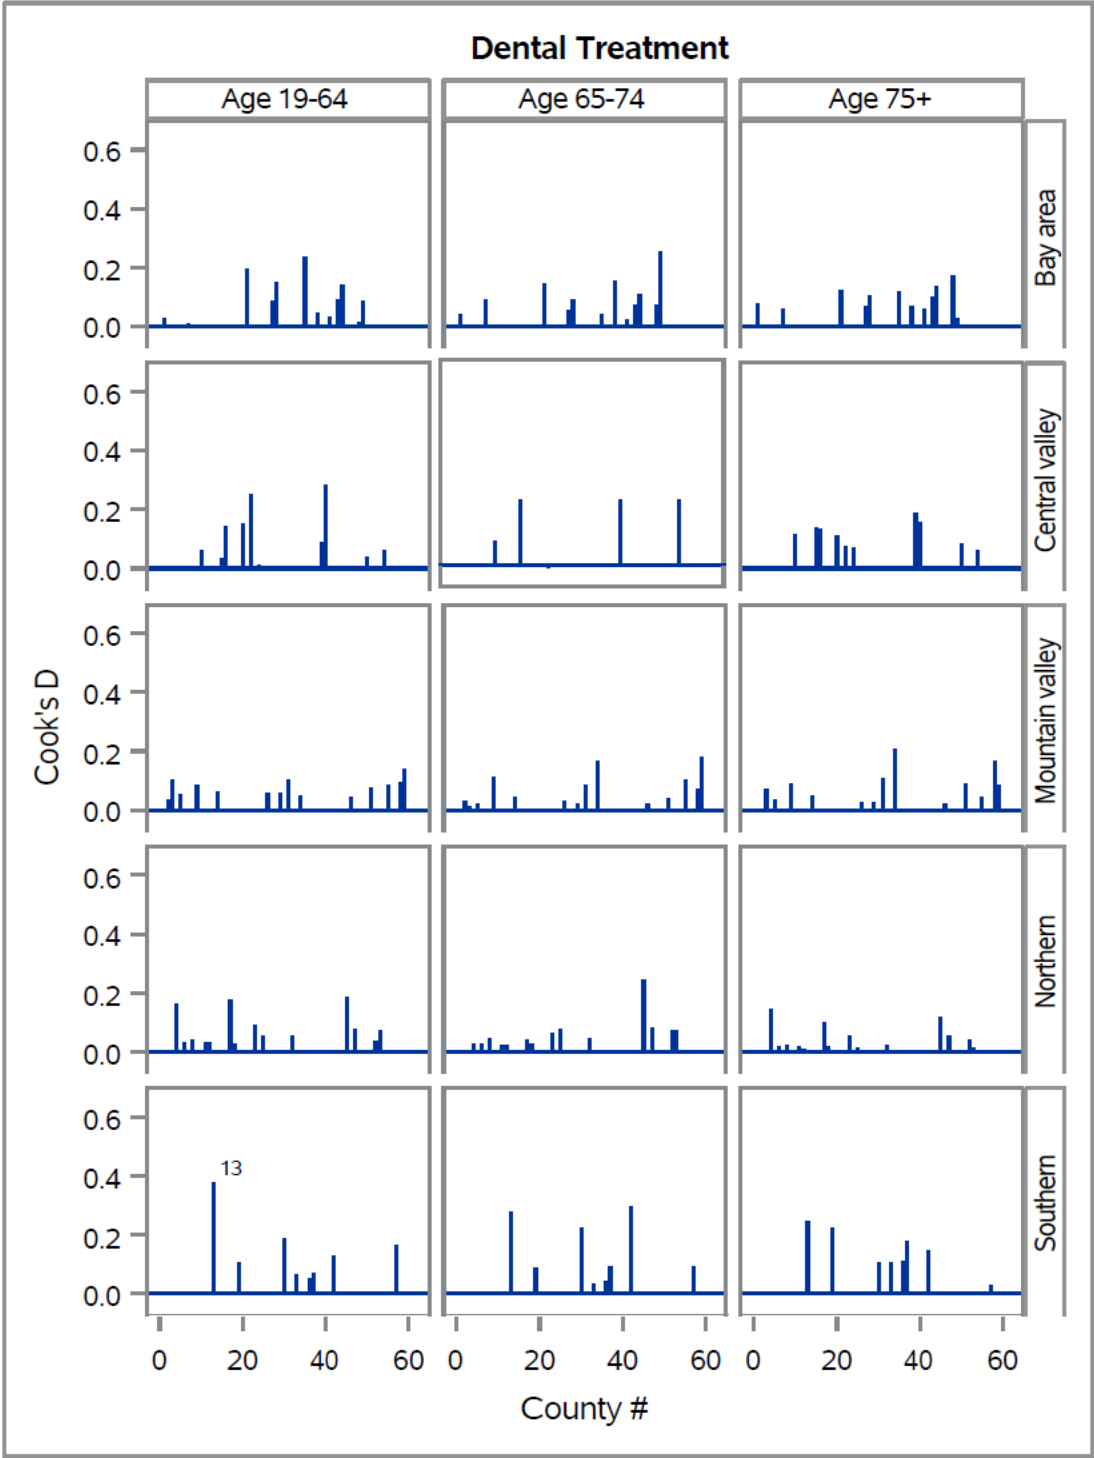 Dental Treatment
Age 19-64 Age 65-74 Age 75+
0.6
0.4
0.2
0.0
Bay area
0.6
0.4
0.2
0.0
Central valley
0.6
0.4
0.2
0.0
Mountain valley
Cook's D
0.6
0.4
0.2
0.0
Northern
0.6
0.4
0.2
0.0
13
Southern
0 20 40 60 0 20 40 60 0 20 40 60
County #